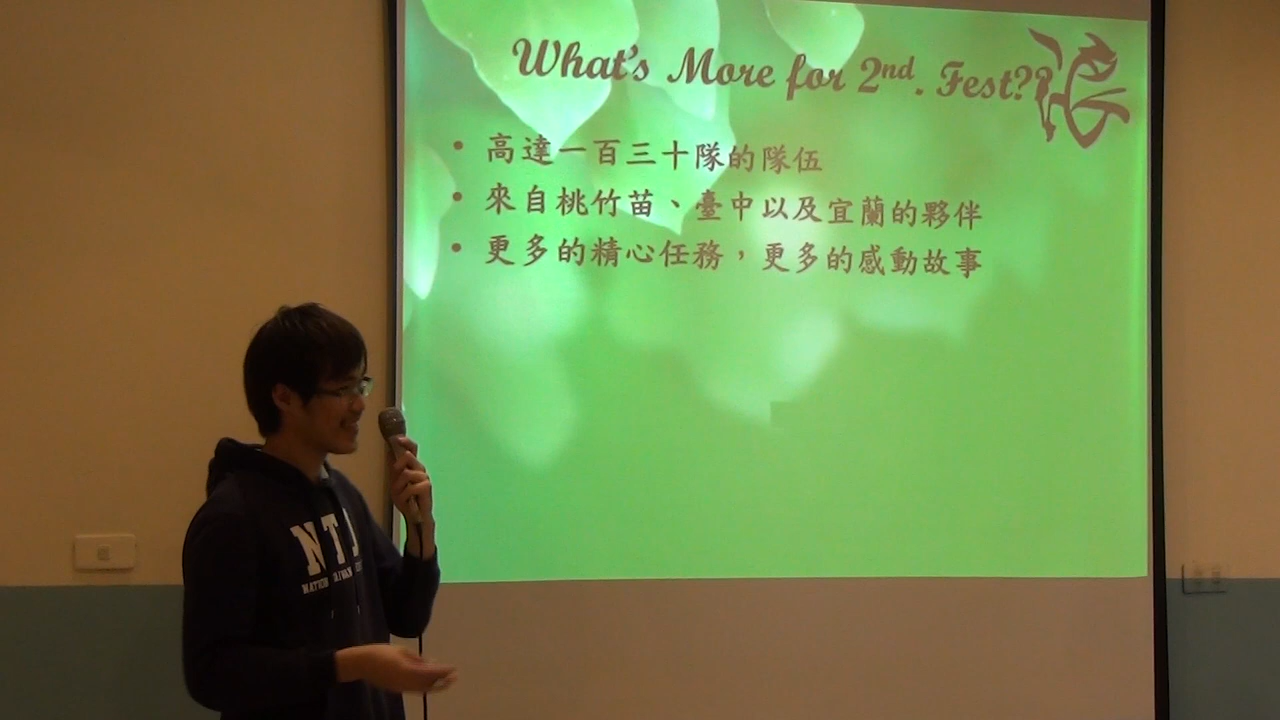 What's More for 2nd. Fest??
浪
• 高達一百三十隊的隊伍
• 來自桃竹苗、臺中以及宜蘭的夥伴
• 更多的精心任務，更多的感動故事
NT